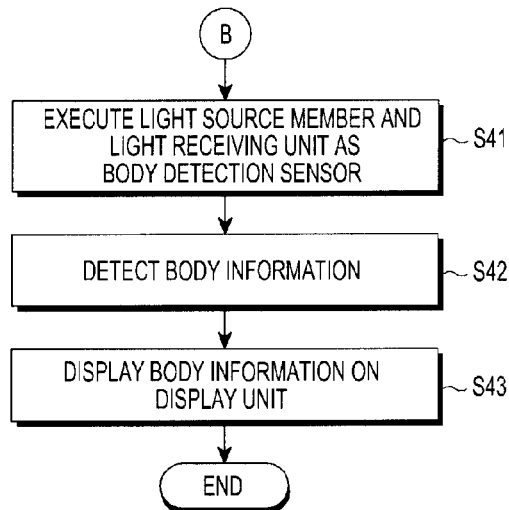 B
EXECUTE LIGHT SOURCE MEMBER AND
LIGHT RECEIVING UNIT AS
BODY DETECTION SENSOR
S41
DETECT BODY INFORMATION
S42
DISPLAY BODY INFORMATION ON
DISPLAY UNIT
S43
END